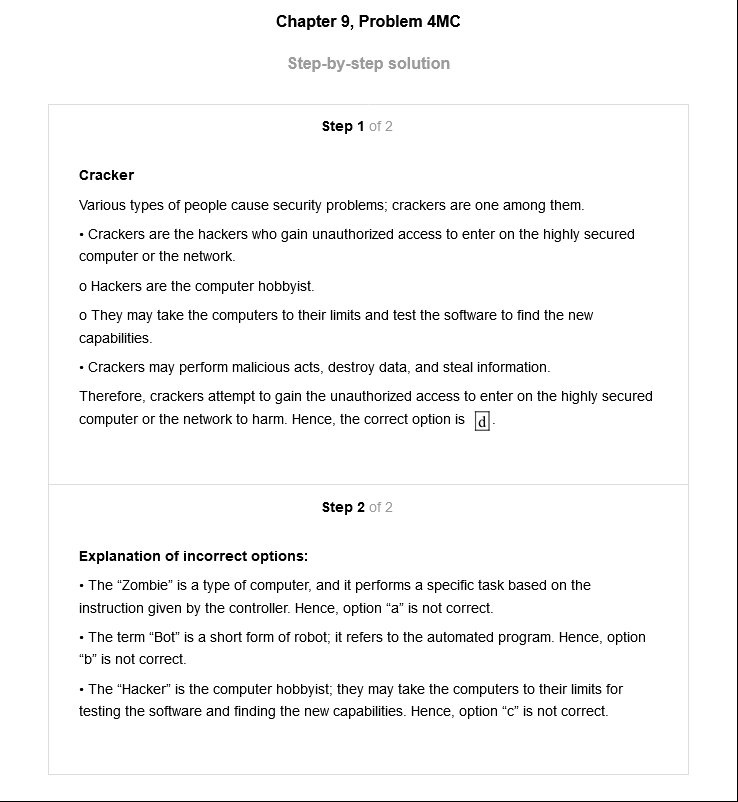 Chapter 9, Problem 4MC
Step-by-step solution
Step 1 of 2
Cracker
Various types of people cause security problems; crackers are one among them.
• Crackers are the hackers who gain unauthorized access to enter on the highly secured
computer or the network.
o Hackers are the computer hobbyist.
o They may take the computers to their limits and test the software to find the new
capabilities.
• Crackers may perform malicious acts, destroy data, and steal information.
Therefore, crackers attempt to gain the unauthorized access to enter on the highly secured
computer or the network to harm. Hence, the correct option is d.
Step 2 of 2
Explanation of incorrect options:
• The “Zombie” is a type of computer, and it performs a specific task based on the
instruction given by the controller. Hence, option “a” is not correct.
• The term “Bot” is a short form of robot; it refers to the automated program. Hence, option
“b” is not correct.
• The “Hacker” is the computer hobbyist; they may take the computers to their limits for
testing the software and finding the new capabilities. Hence, option “c” is not correct.